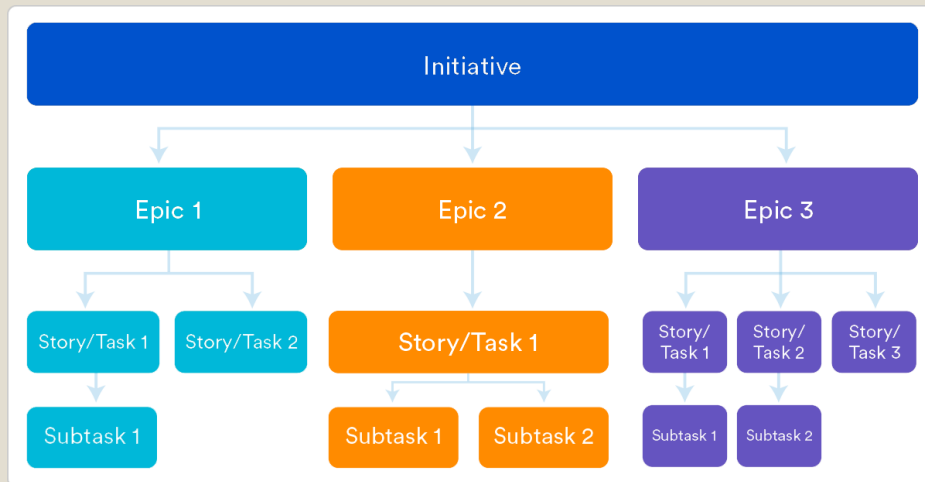 Initiative
Epic 1
Epic 2
Epic 3
Story/Task 1
Story/Task 2
Story/Task 1
Story/
Task 1
Story/
Task 2
Story/
Task 3
Subtask 1
Subtask 1
Subtask 2
Subtask 1
Subtask 2